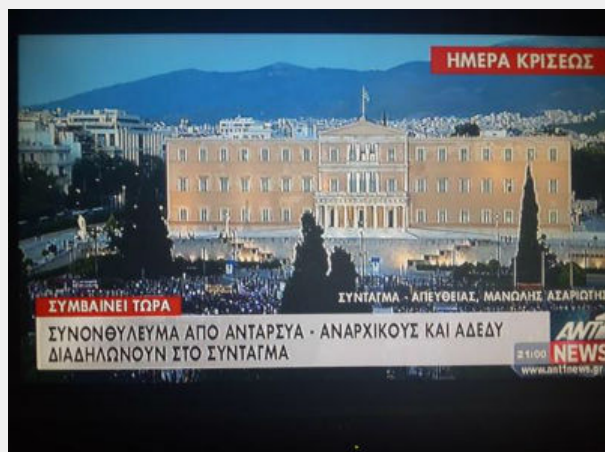 ΗΜΕΡΑ ΚΡΙΣΕΩΣ
ΣΥΝΤΑΓΜΑ - ΑΠΕΥΘΕΙΑΣ, ΜΑΝΩΛΗΣ ΑΣΑΡΙΩΤΗΣ
ΣΥΜΒΑΙΝΕΙ ΤΩΡΑ
ΣΥΝΟΝΘΥΛΕΥΜΑ ΑΠΟ ΑΝΤΑΡΣΥΑ - ΑΝΑΡΧΙΚΟΥΣ ΚΑΙ ΑΔΕΔΥ
ΔΙΑΔΗΛΩΝΟΥΝ ΣΤΟ ΣΥΝΤΑΓΜΑ
ANT1
21:00 NEWS
www.ant1news.gr